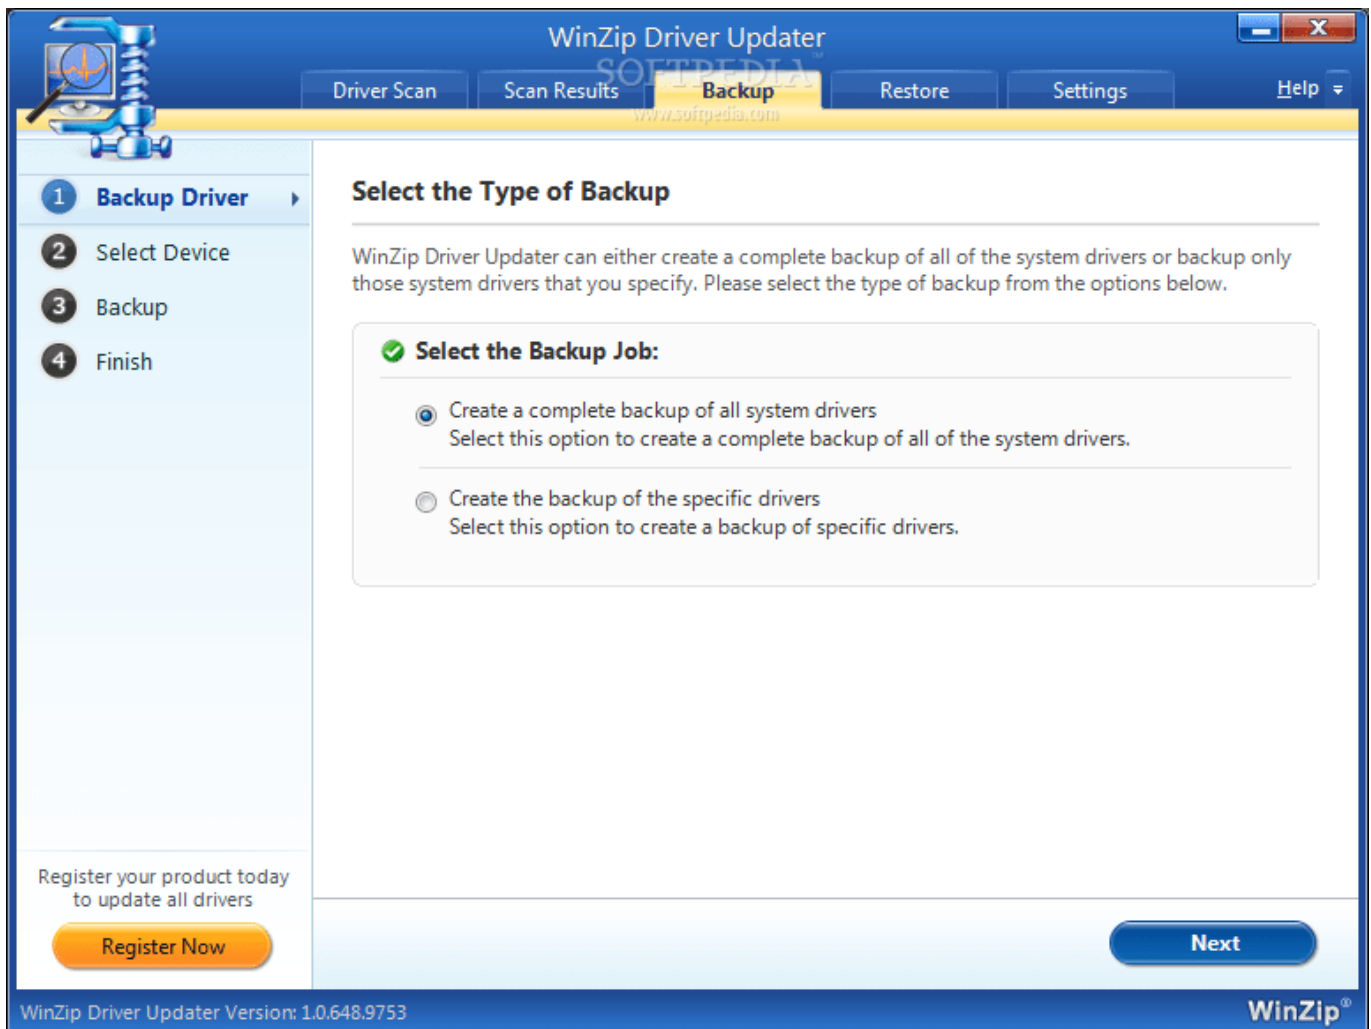 WinZip Driver Updater
SOFTPEDIA™
www.softpedia.com
Driver Scan
Scan Results
Backup
Restore
Settings
Help
1 Backup Driver
2 Select Device
3 Backup
4 Finish
Select the Type of Backup
WinZip Driver Updater can either create a complete backup of all of the system drivers or backup only
those system drivers that you specify. Please select the type of backup from the options below.
Select the Backup Job:
Create a complete backup of all system drivers
Select this option to create a complete backup of all of the system drivers.
Create the backup of the specific drivers
Select this option to create a backup of specific drivers.
Register your product today
to update all drivers
Register Now
Next
WinZip Driver Updater Version: 1.0.648.9753
WinZip®